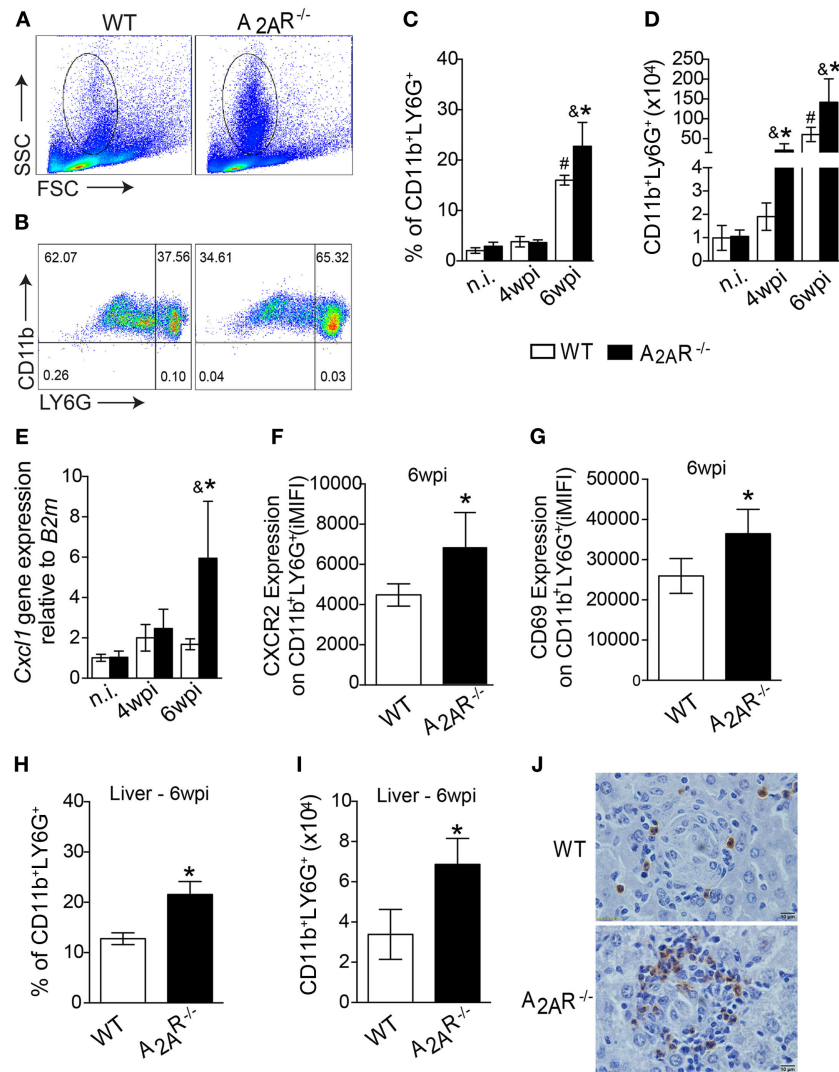 A
WT
A2AR-/-
SSC
FSC
B
62.07
37.56
34.61
65.32
0.26
0.10
0.04
0.03
CD11b
LY6G
C
% of CD11b+LY6G+
40
30
20
10
0
#
&*
n.i.
4wpi
6wpi
D
CD11b+Ly6G+ (x10⁴)
250
200
150
100
50
4
3
2
1
0
&*
#
&*
n.i.
4wpi
6wpi
WT
A2AR-/-
E
Cxcl1 gene expression
relative to B2m
10
8
6
4
2
0
&*
n.i.
4wpi
6wpi
F
6wpi
CXCR2 Expression
on CD11b+LY6G+(iMIFI)
10000
8000
6000
4000
2000
0
*
WT
A2AR-/-
G
6wpi
CD69 Expression
on CD11b+LY6G+(iMIFI)
50000
40000
30000
20000
10000
0
*
WT
A2AR-/-
H
Liver - 6wpi
% of CD11b+LY6G+
40
30
20
10
0
*
WT
A2AR-/-
I
Liver - 6wpi
CD11b+LY6G+ (x10⁴)
8
6
4
2
0
*
WT
A2AR-/-
J
WT
10 µm
A2AR-/-
10 µm